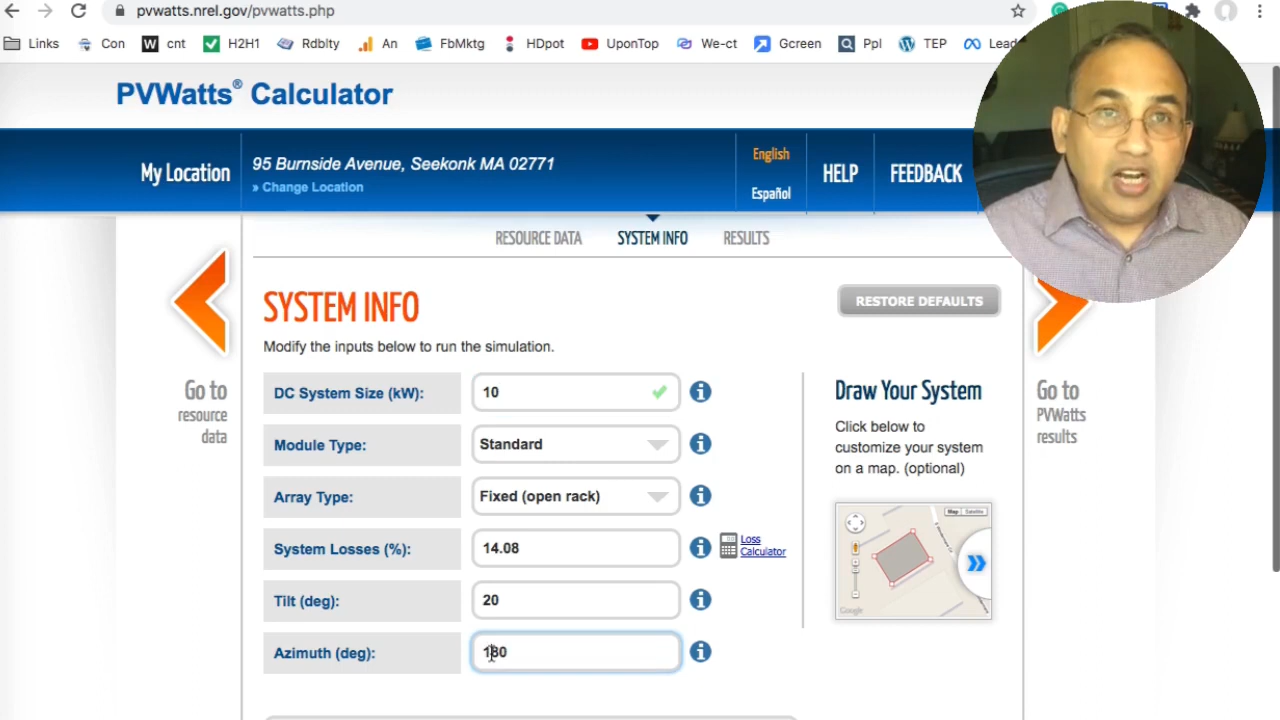 pvwatts.nrel.gov/pvwatts.php
Links Con W cnt H2H1 Rdblty An FbMktg HDpot UponTop We-ct Gcreen Ppl TEP Lead
PVWatts® Calculator
My Location
95 Burnside Avenue, Seekonk MA 02771
» Change Location
English
Español
HELP
FEEDBACK
RESOURCE DATA
SYSTEM INFO
RESULTS
SYSTEM INFO
RESTORE DEFAULTS
Modify the inputs below to run the simulation.
Go to
resource
data
DC System Size (kW): 10
Module Type: Standard
Array Type: Fixed (open rack)
System Losses (%): 14.08
Loss
Calculator
Tilt (deg): 20
Azimuth (deg): 180
Draw Your System
Click below to
customize your system
on a map. (optional)
Map Satellite
Google
Go to
PVWatts
results